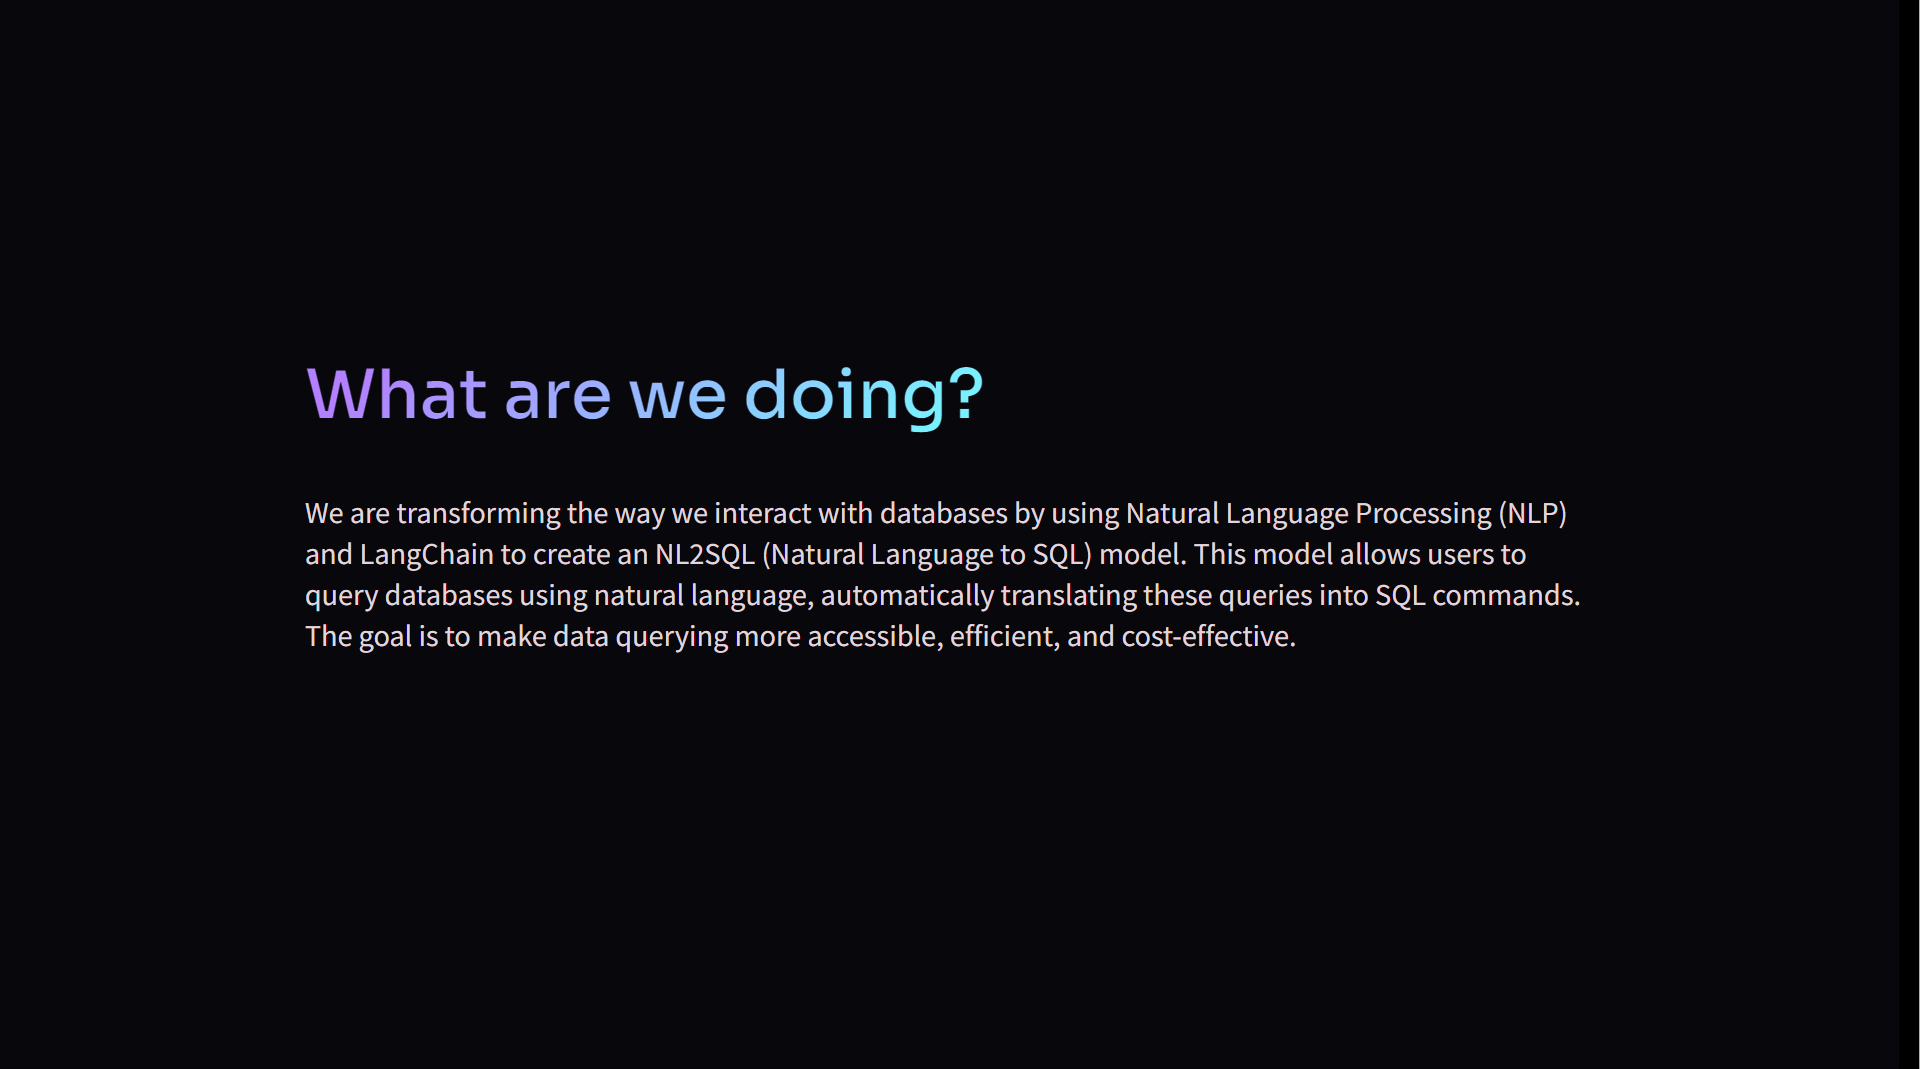 What are we doing?
We are transforming the way we interact with databases by using Natural Language Processing (NLP)
and LangChain to create an NL2SQL (Natural Language to SQL) model. This model allows users to
query databases using natural language, automatically translating these queries into SQL commands.
The goal is to make data querying more accessible, efficient, and cost-effective.